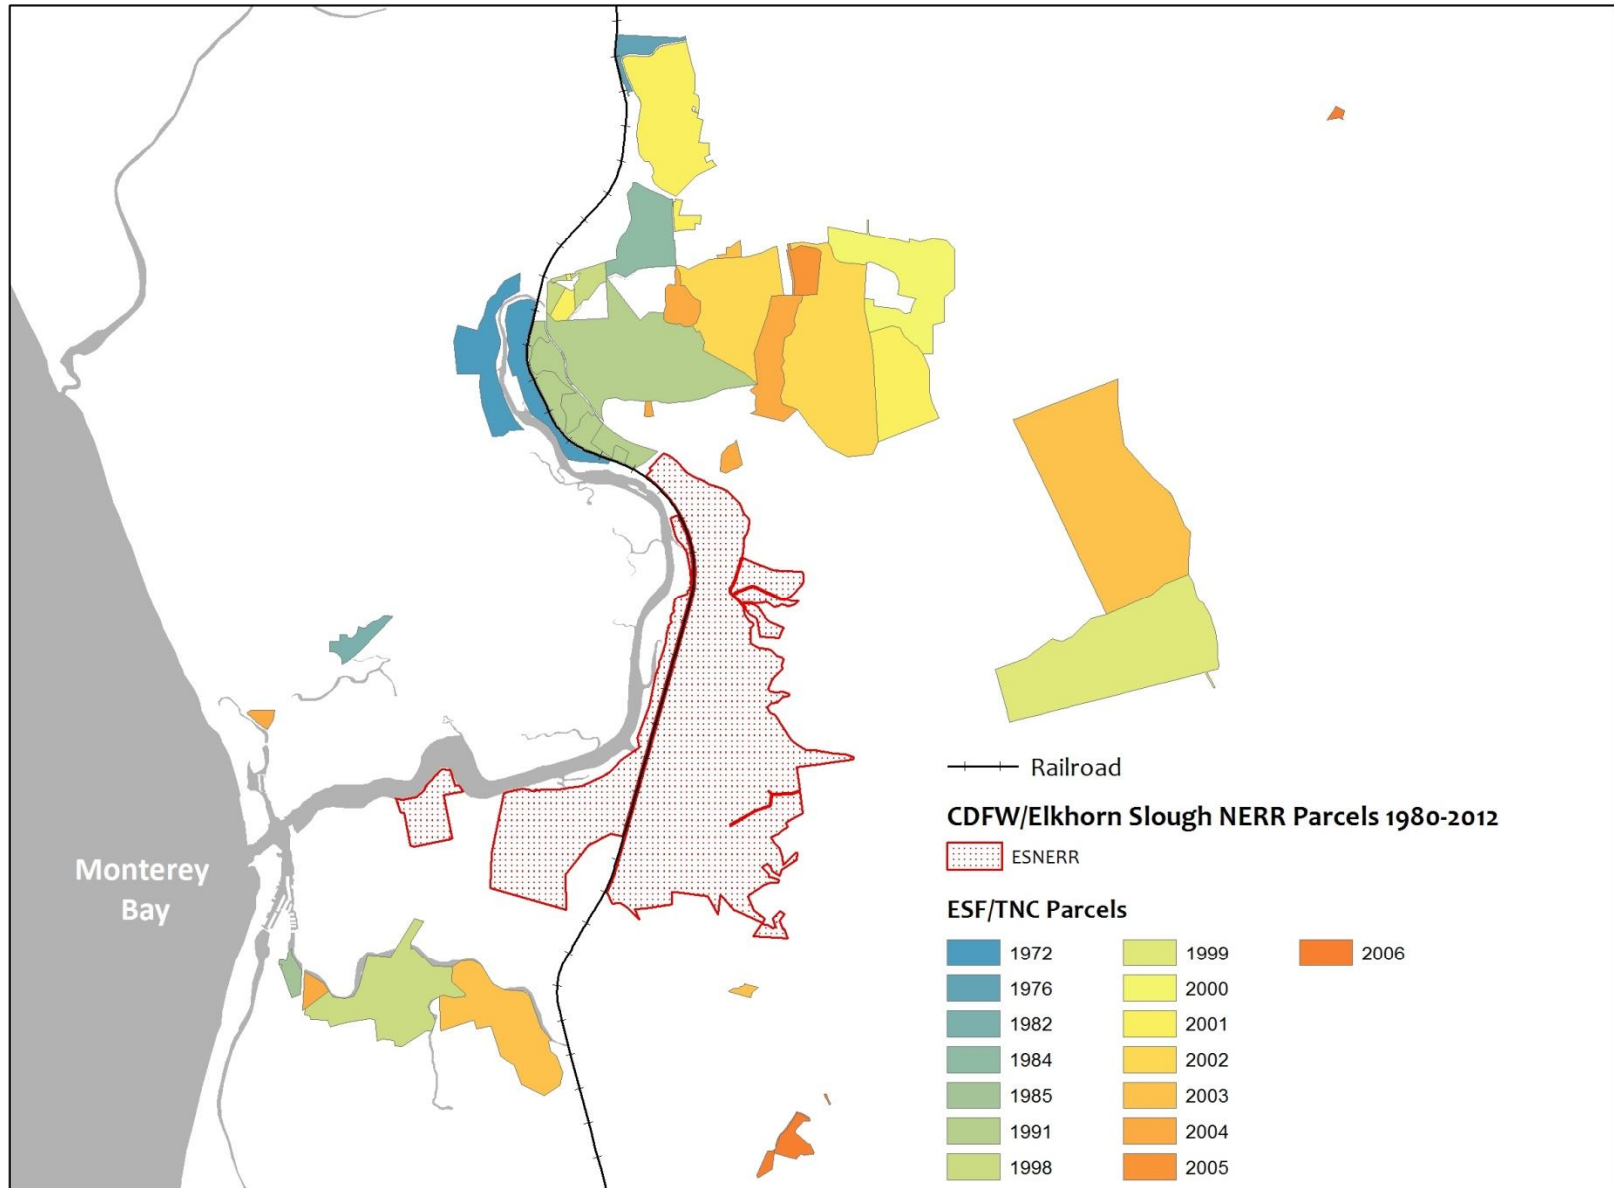 Monterey
Bay
Railroad
CDFW/Elkhorn Slough NERR Parcels 1980-2012
ESNERR
ESF/TNC Parcels
1972
1976
1982
1984
1985
1991
1998
1999
2000
2001
2002
2003
2004
2005
2006